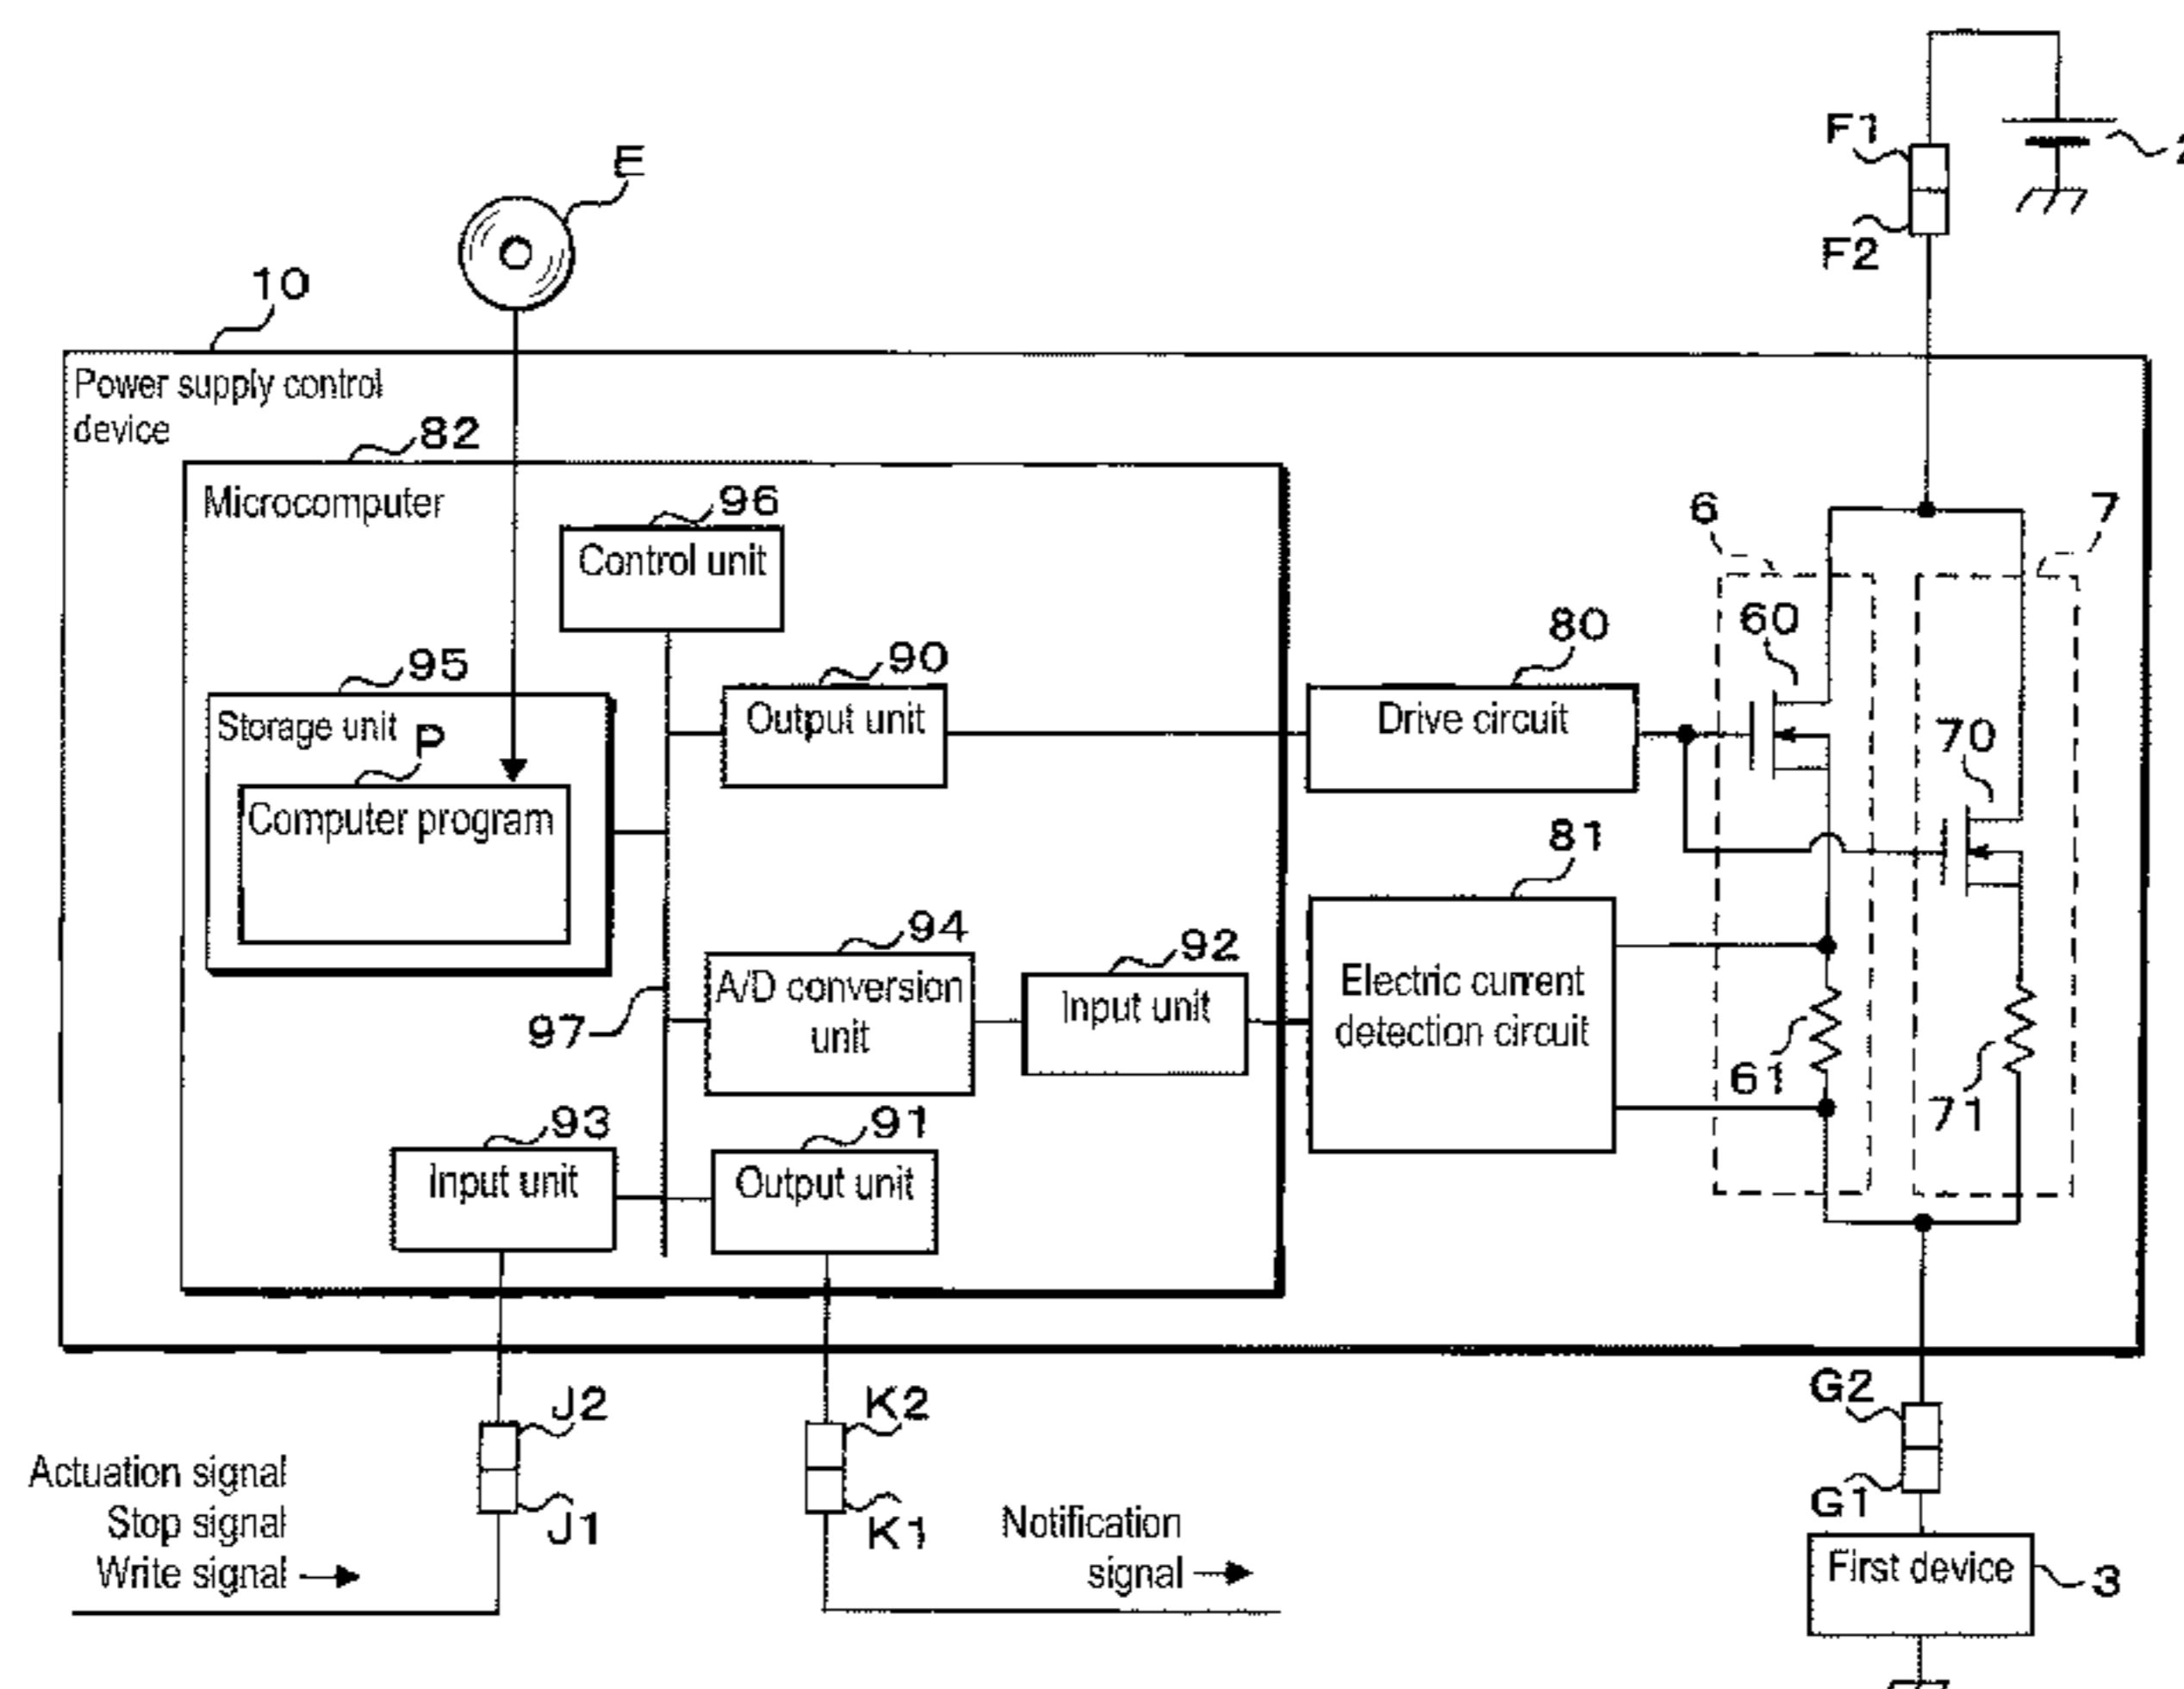 F1
2
E
F2
10
Power supply control
device
82
Microcomputer
96
6
7
Control unit
60
80
95
90
Storage unit
P
Output unit
Drive circuit
70
Computer program
81
94
92
A/D conversion
unit
Input unit
Electric current
detection circuit
97
61
71
93
91
Input unit
Output unit
J2
K2
G2
Actuation signal
Stop signal
Write signal
J1
K1
Notification
signal
G1
First device
3